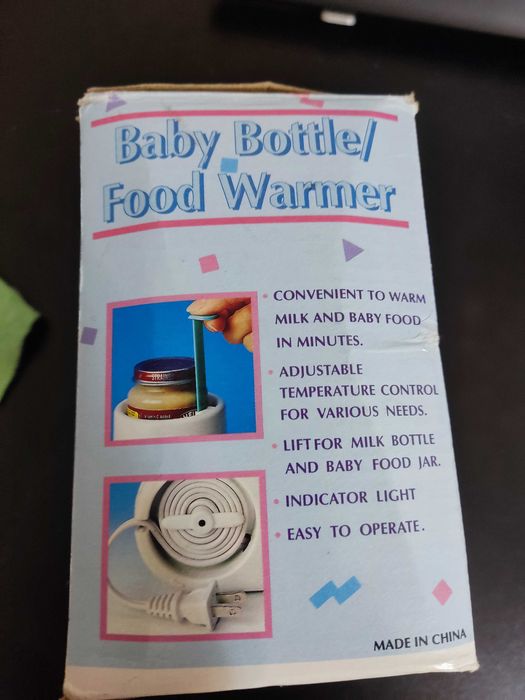 Baby Bottle/
Food Warmer
• CONVENIENT TO WARM
MILK AND BABY FOOD
IN MINUTES.
• ADJUSTABLE
TEMPERATURE CONTROL
FOR VARIOUS NEEDS.
• LIFT FOR MILK BOTTLE
AND BABY FOOD JAR.
• INDICATOR LIGHT
• EASY TO OPERATE.
MADE IN CHINA